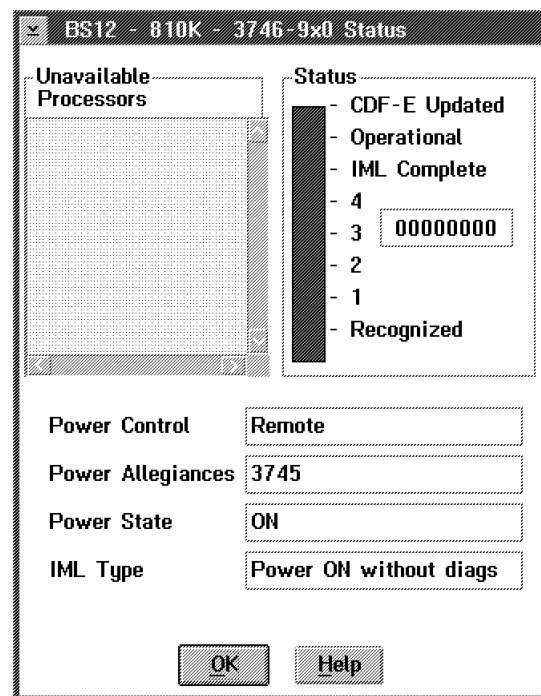 BS12 - 810K - 3746-9x0 Status
Unavailable
Processors
Status
- CDF-E Updated
- Operational
- IML Complete
- 4
- 3
00000000
- 2
- 1
- Recognized
Power Control Remote
Power Allegiances 3745
Power State ON
IML Type Power ON without diags
OK Help